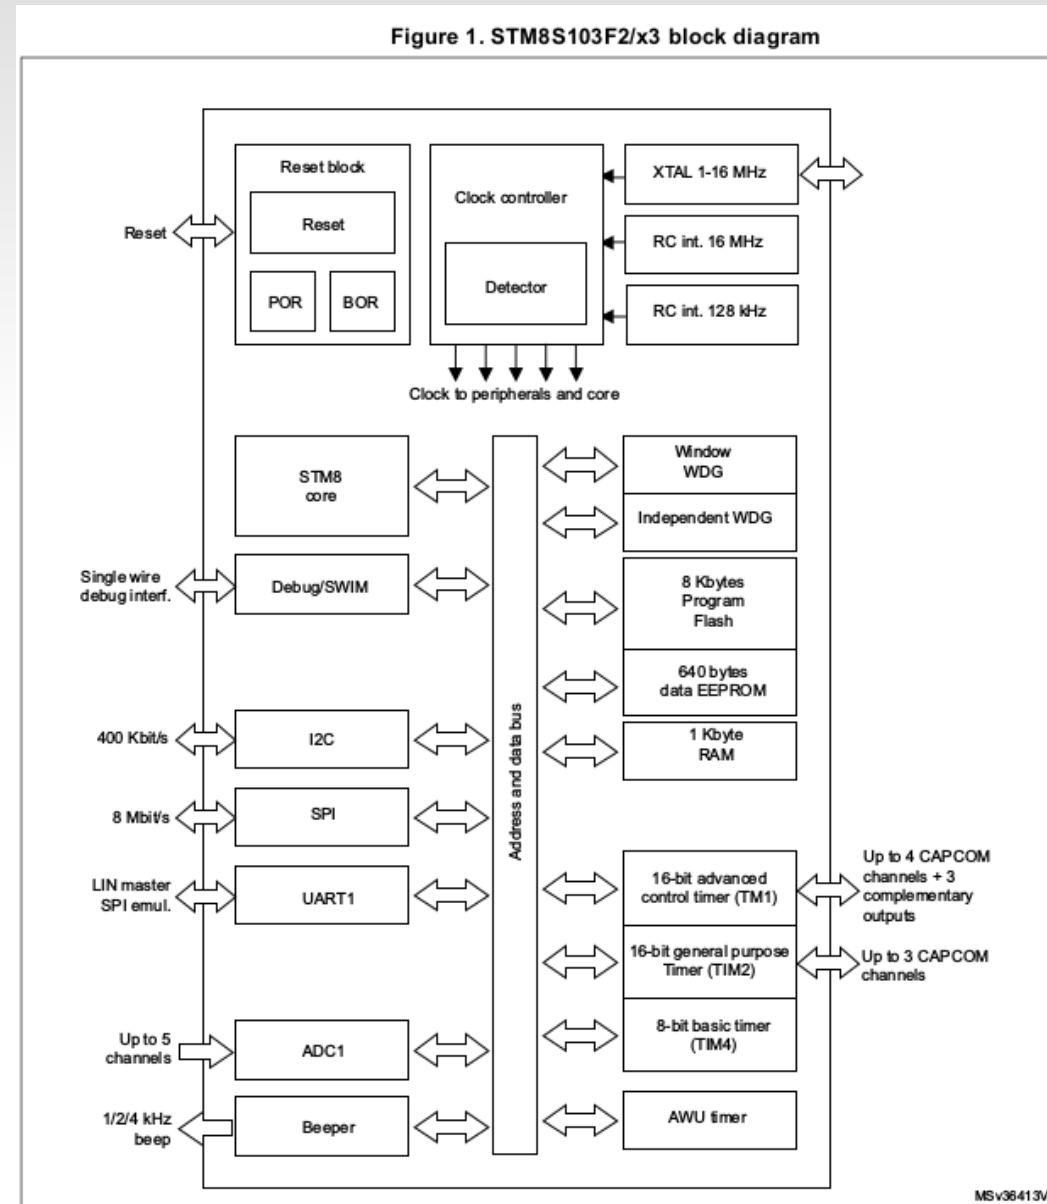 Figure 1. STM8S103F2/x3 block diagram
Reset block
Reset
POR
BOR
Reset
Clock controller
Detector
XTAL 1-16 MHz
RC int. 16 MHz
RC int. 128 kHz
Clock to peripherals and core
STM8
core
Single wire
debug interf.
Debug/SWIM
400 Kbit/s
I2C
8 Mbit/s
SPI
LIN master
SPI emul.
UART1
Up to 5
channels
ADC1
1/2/4 kHz
beep
Beeper
Address and data bus
Window
WDG
Independent WDG
8 Kbytes
Program
Flash
640 bytes
data EEPROM
1 Kbyte
RAM
16-bit advanced
control timer (TM1)
Up to 4 CAPCOM
channels + 3
complementary
outputs
16-bit general purpose
Timer (TIM2)
Up to 3 CAPCOM
channels
8-bit basic timer
(TIM4)
AWU timer
MSv36413V